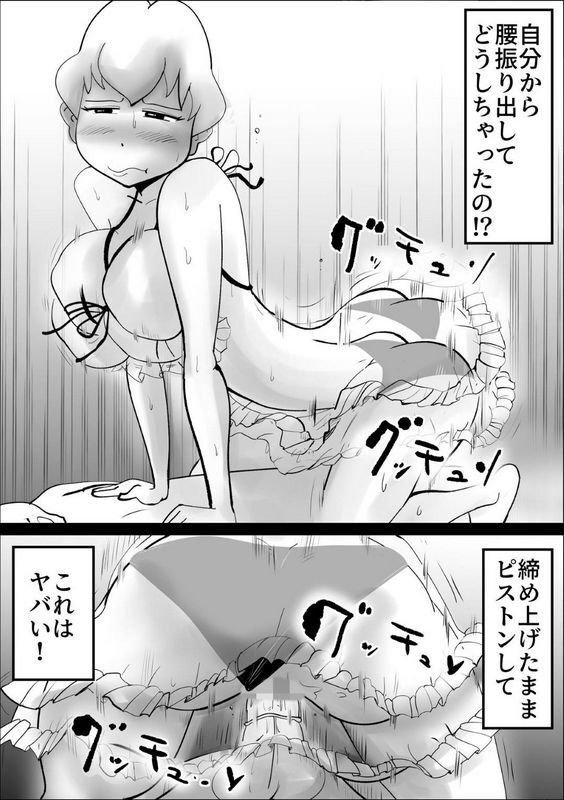 自分から
腰振り出して
どうしちゃったの!?
グッチュン
グッチュン
締め上げたまま
ピストンして
グッチュ
これは
ヤバい!
グッチュ